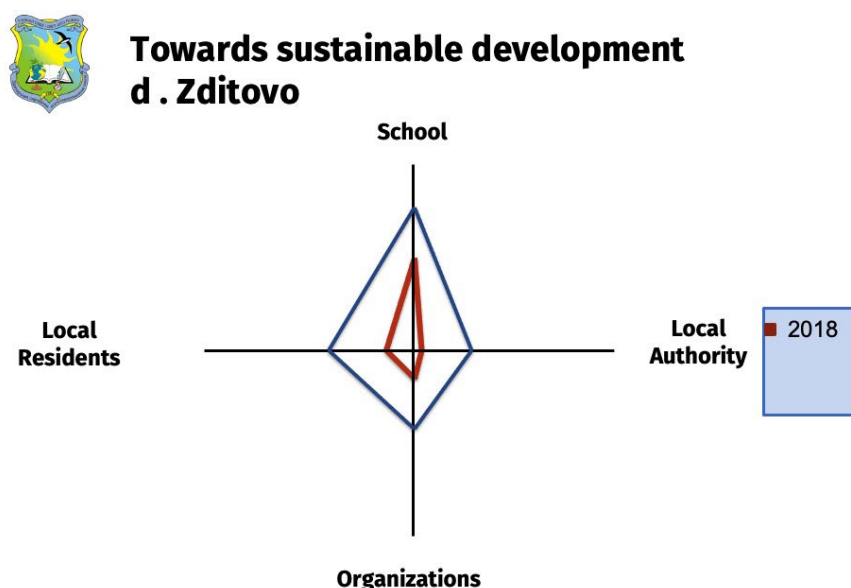 Towards sustainable development
d . Zditovo
School
Local
Residents
Local
Authority
2018
Organizations